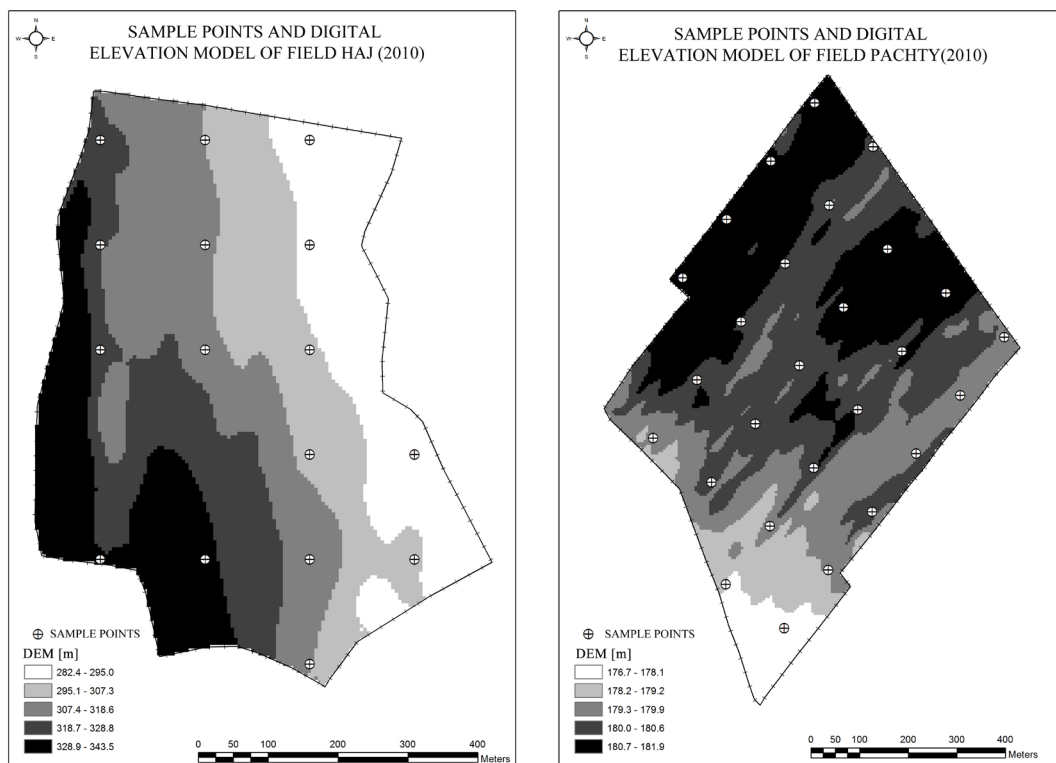 N
W E
S
SAMPLE POINTS AND DIGITAL
ELEVATION MODEL OF FIELD HAJ (2010)
SAMPLE POINTS
DEM [m]
282.4 - 295.0
295.1 - 307.3
307.4 - 318.6
318.7 - 328.8
328.9 - 343.5
0 50 100 200 300 400
Meters
N
W E
S
SAMPLE POINTS AND DIGITAL
ELEVATION MODEL OF FIELD PACHTY(2010)
SAMPLE POINTS
DEM [m]
176.7 - 178.1
178.2 - 179.2
179.3 - 179.9
180.0 - 180.6
180.7 - 181.9
0 50 100 200 300 400
Meters